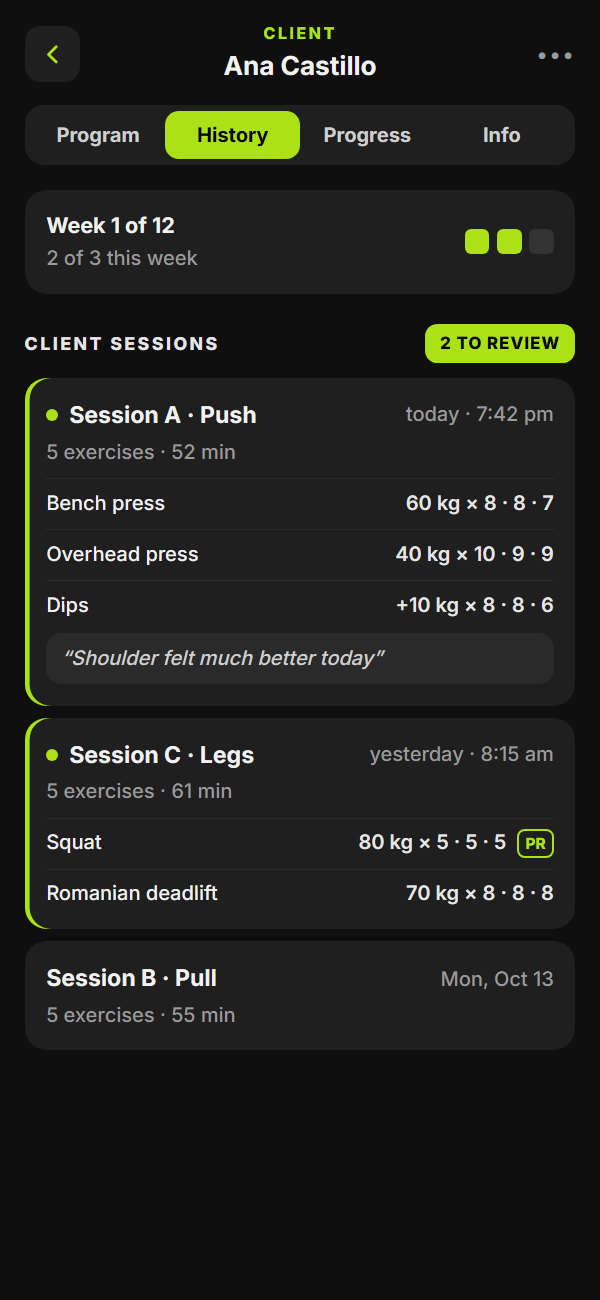 CLIENT
Ana Castillo
Program History Progress Info
Week 1 of 12
2 of 3 this week
CLIENT SESSIONS 2 TO REVIEW
Session A · Push today · 7:42 pm
5 exercises · 52 min
Bench press 60 kg × 8 · 8 · 7
Overhead press 40 kg × 10 · 9 · 9
Dips +10 kg × 8 · 8 · 6
“Shoulder felt much better today”
Session C · Legs yesterday · 8:15 am
5 exercises · 61 min
Squat 80 kg × 5 · 5 · 5 PR
Romanian deadlift 70 kg × 8 · 8 · 8
Session B · Pull Mon, Oct 13
5 exercises · 55 min